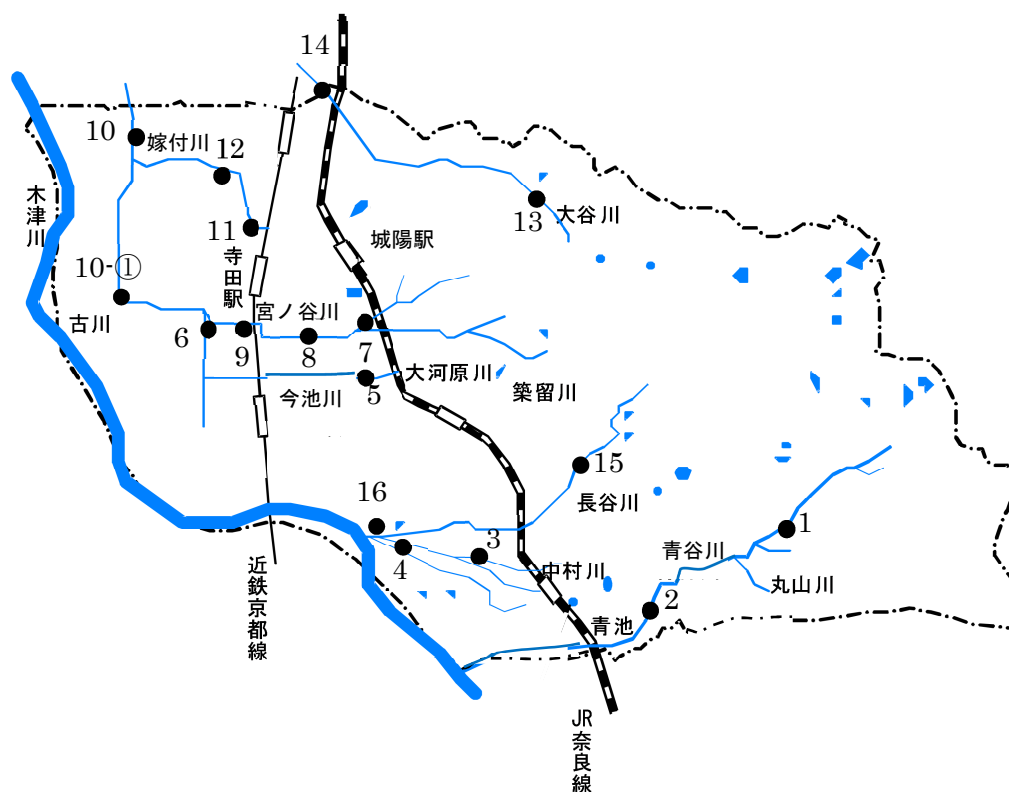 14
10
嫁付川
12
木津川
13
大谷川
11
城陽駅
寺田駅
10-①
宮ノ谷川
古川
6
9
8
7
大河原川
今池川
5
築留川
15
長谷川
16
3
1
4
青谷川
中村川
丸山川
2
青池
近鉄京都線
JR奈良線